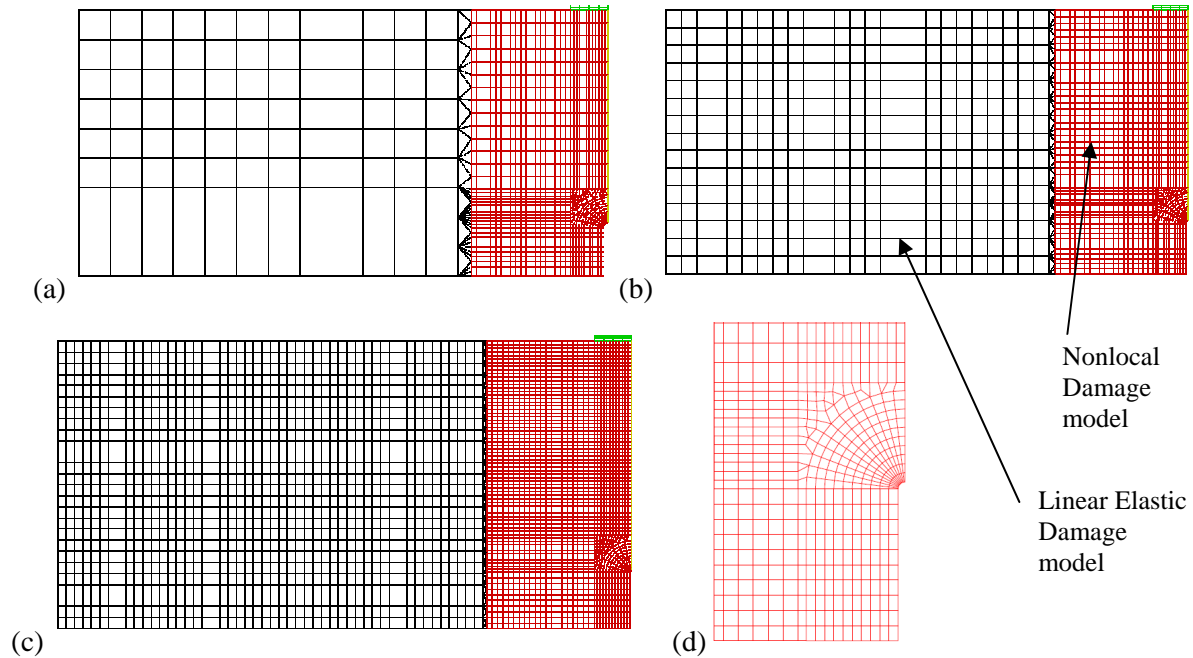 (a)
(b)
Nonlocal
Damage
model
Linear Elastic
Damage
model
(c)
(d)